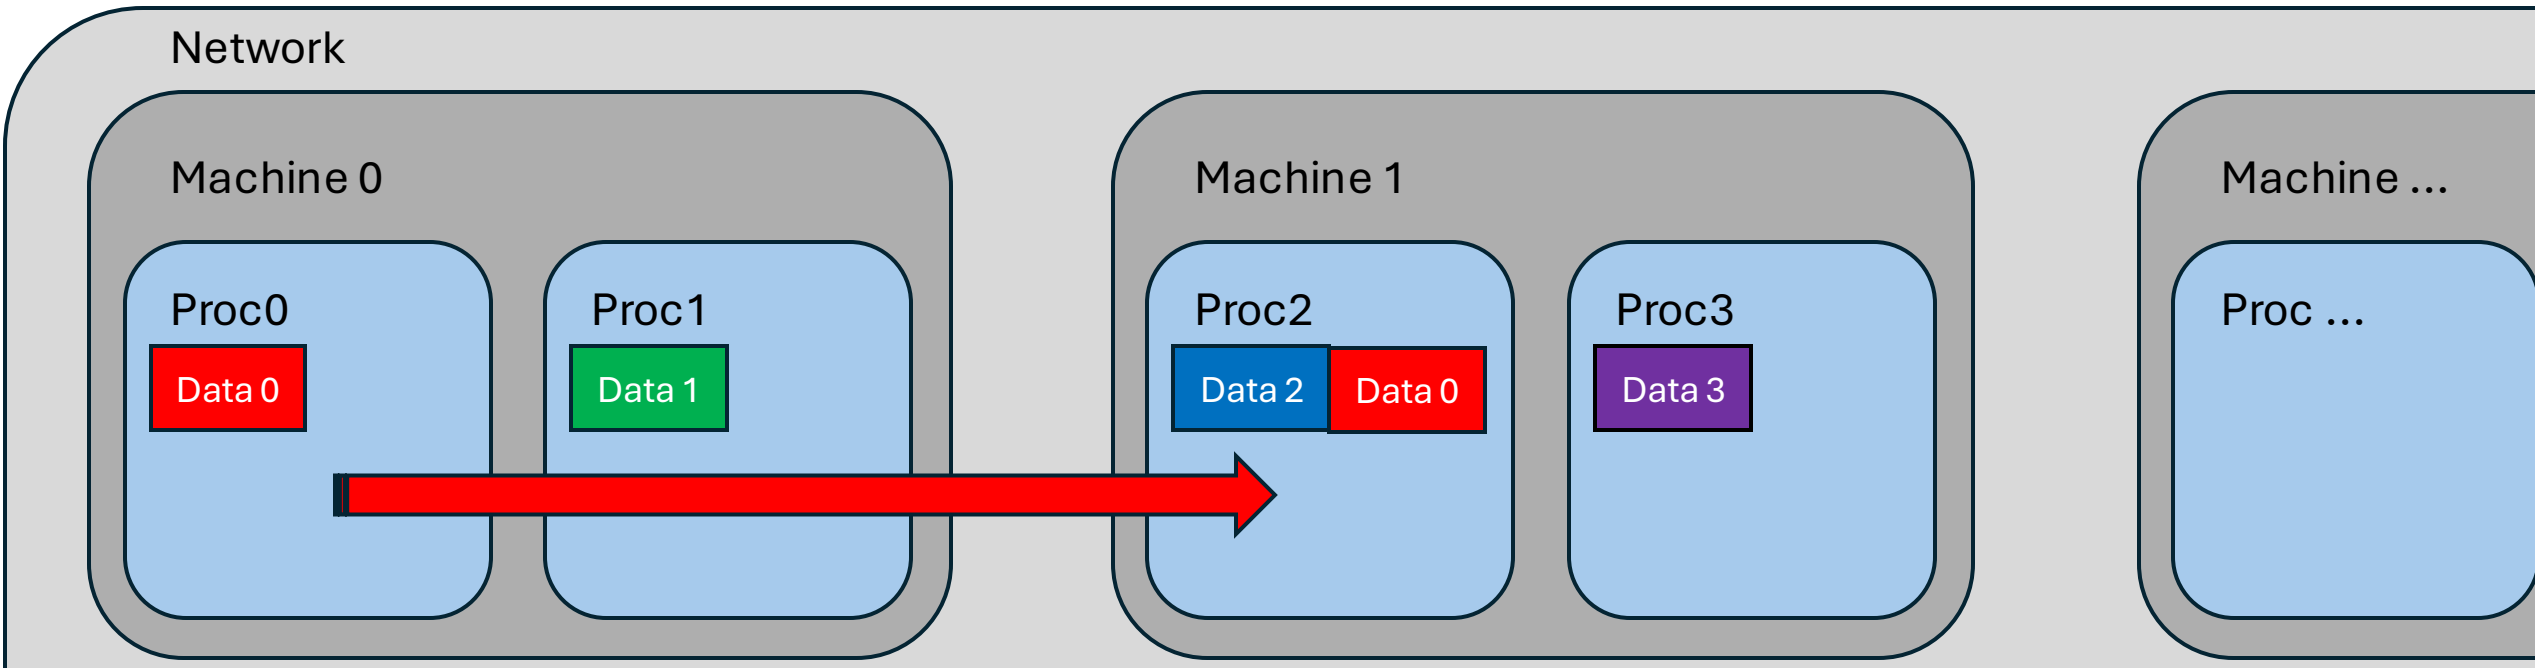 Network
Machine 0
Machine 1
Machine ...
Proc0
Proc1
Proc2
Proc3
Proc ...
Data 0
Data 1
Data 2
Data 0
Data 3